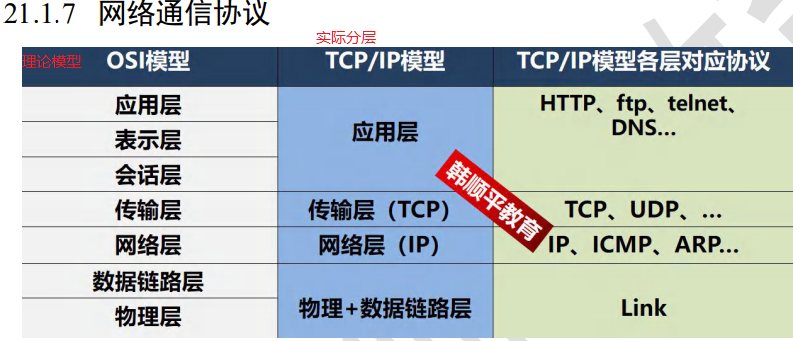 21.1.7 网络通信协议
实际分层
理论模型 OSI模型 TCP/IP模型 TCP/IP模型各层对应协议
应用层 应用层 HTTP、ftp、telnet、
DNS...
表示层
会话层
传输层 传输层（TCP） TCP、UDP、...
网络层 网络层（IP） IP、ICMP、ARP...
数据链路层 物理+数据链路层 Link
物理层
韩顺平教育